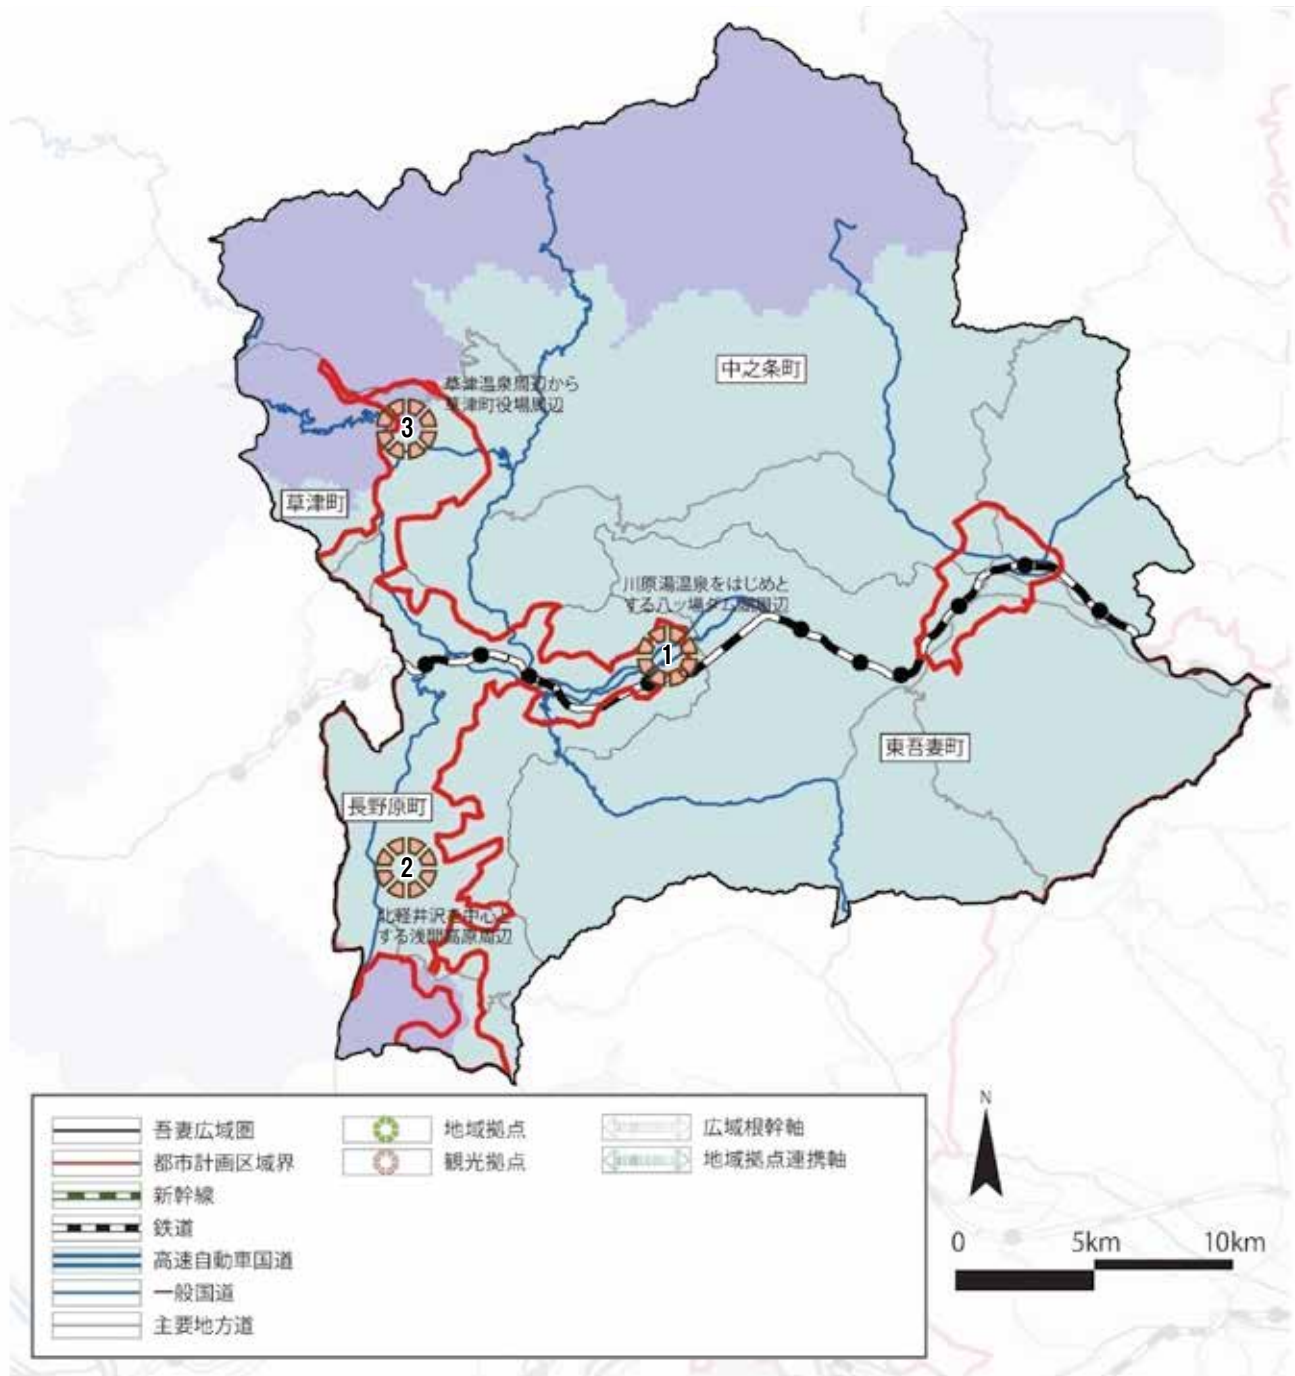 中之条町
草津温泉周辺から
草津町役場周辺
3
草津町
川原湯温泉をはじめと
する八ッ場ダム湖周辺
1
東吾妻町
長野原町
2
北軽井沢を中心と
する浅間高原周辺
吾妻広域圏
都市計画区域界
新幹線
鉄道
高速自動車国道
一般国道
主要地方道
地域拠点
観光拠点
広域根幹軸
地域拠点連携軸
N
0 5km 10km